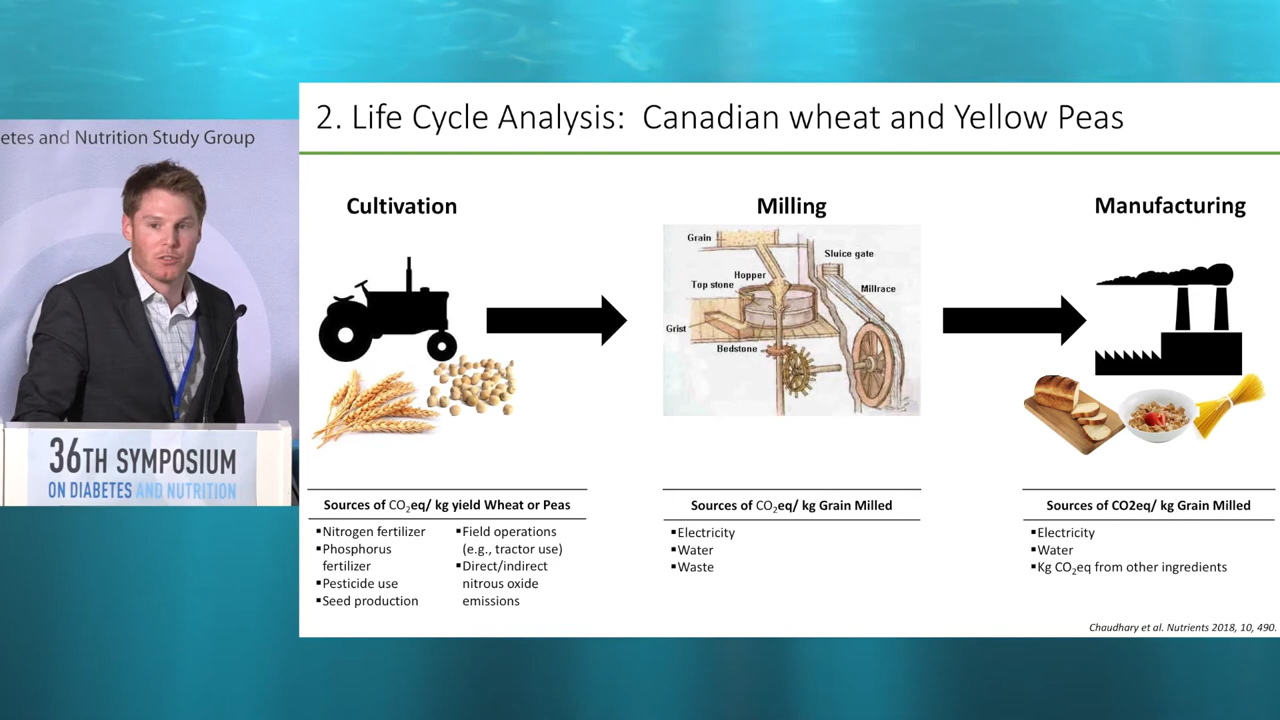 etes and Nutrition Study Group
36TH SYMPOSIUM
ON DIABETES AND NUTRITION
2. Life Cycle Analysis: Canadian wheat and Yellow Peas
Cultivation
Milling
Manufacturing
Grain
Sluice gate
Hopper
Top stone
Millrace
Grist
Bedstone
Sources of CO₂eq/ kg yield Wheat or Peas
▪Nitrogen fertilizer
▪Phosphorus
fertilizer
▪Pesticide use
▪Seed production
▪Field operations
(e.g., tractor use)
▪Direct/indirect
nitrous oxide
emissions
Sources of CO₂eq/ kg Grain Milled
▪Electricity
▪Water
▪Waste
Sources of CO2eq/ kg Grain Milled
▪Electricity
▪Water
▪Kg CO₂eq from other ingredients
Chaudhary et al. Nutrients 2018, 10, 490.